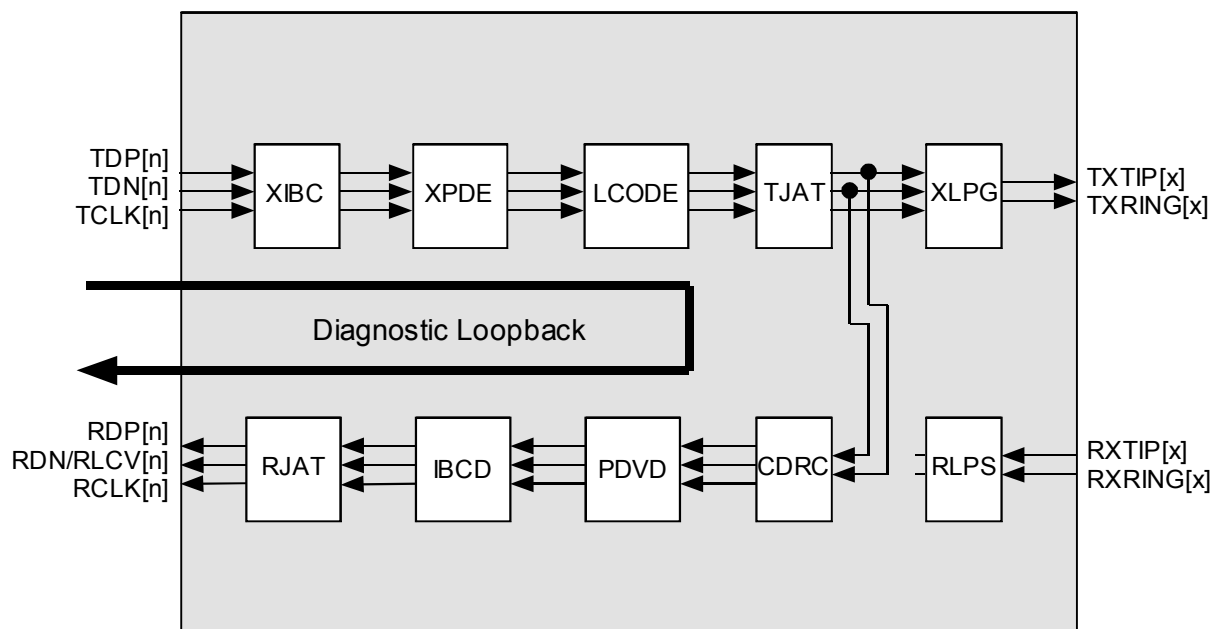 TDP[n]
TDN[n]
TCLK[n]
XIBC
XPDE
LCODE
TJAT
XLPG
TXTIP[x]
TXRING[x]
Diagnostic Loopback
RDP[n]
RDN/RLCV[n]
RCLK[n]
RJAT
IBCD
PDVD
CDRC
RLPS
RXTIP[x]
RXRING[x]